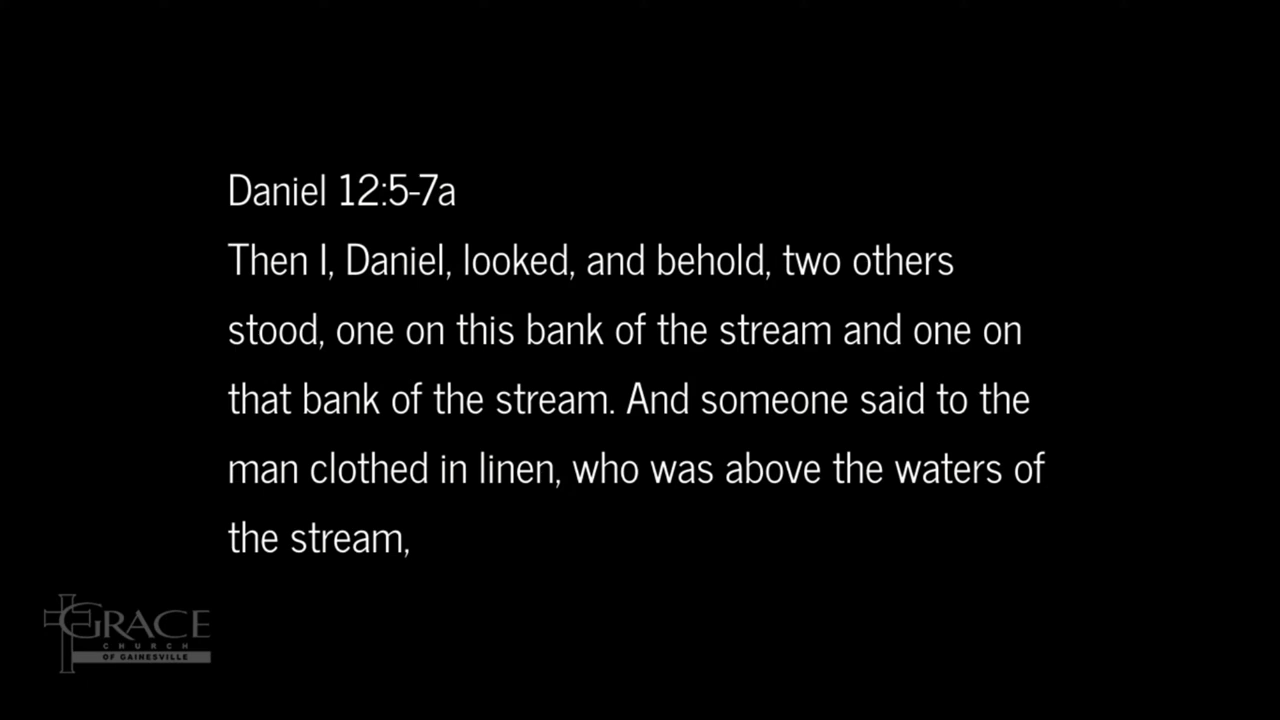 Daniel 12:5-7a
Then I, Daniel, looked, and behold, two others
stood, one on this bank of the stream and one on
that bank of the stream. And someone said to the
man clothed in linen, who was above the waters of
the stream,
GRACE
CHURCH
OF GAINESVILLE